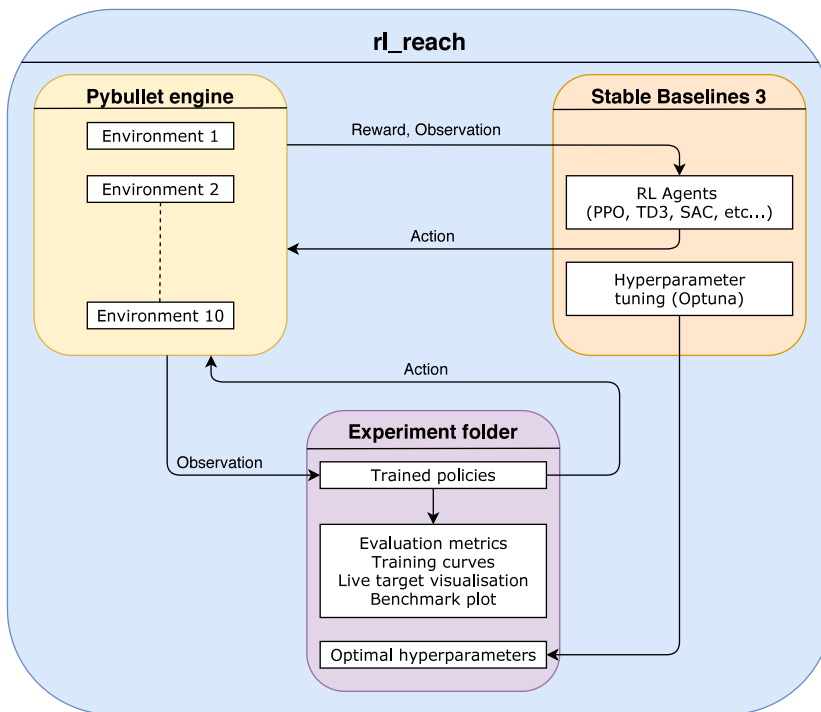 rl_reach
Pybullet engine
Environment 1
Environment 2
Environment 10
Reward, Observation
Action
Stable Baselines 3
RL Agents
(PPO, TD3, SAC, etc...)
Hyperparameter
tuning (Optuna)
Action
Observation
Experiment folder
Trained policies
Evaluation metrics
Training curves
Live target visualisation
Benchmark plot
Optimal hyperparameters